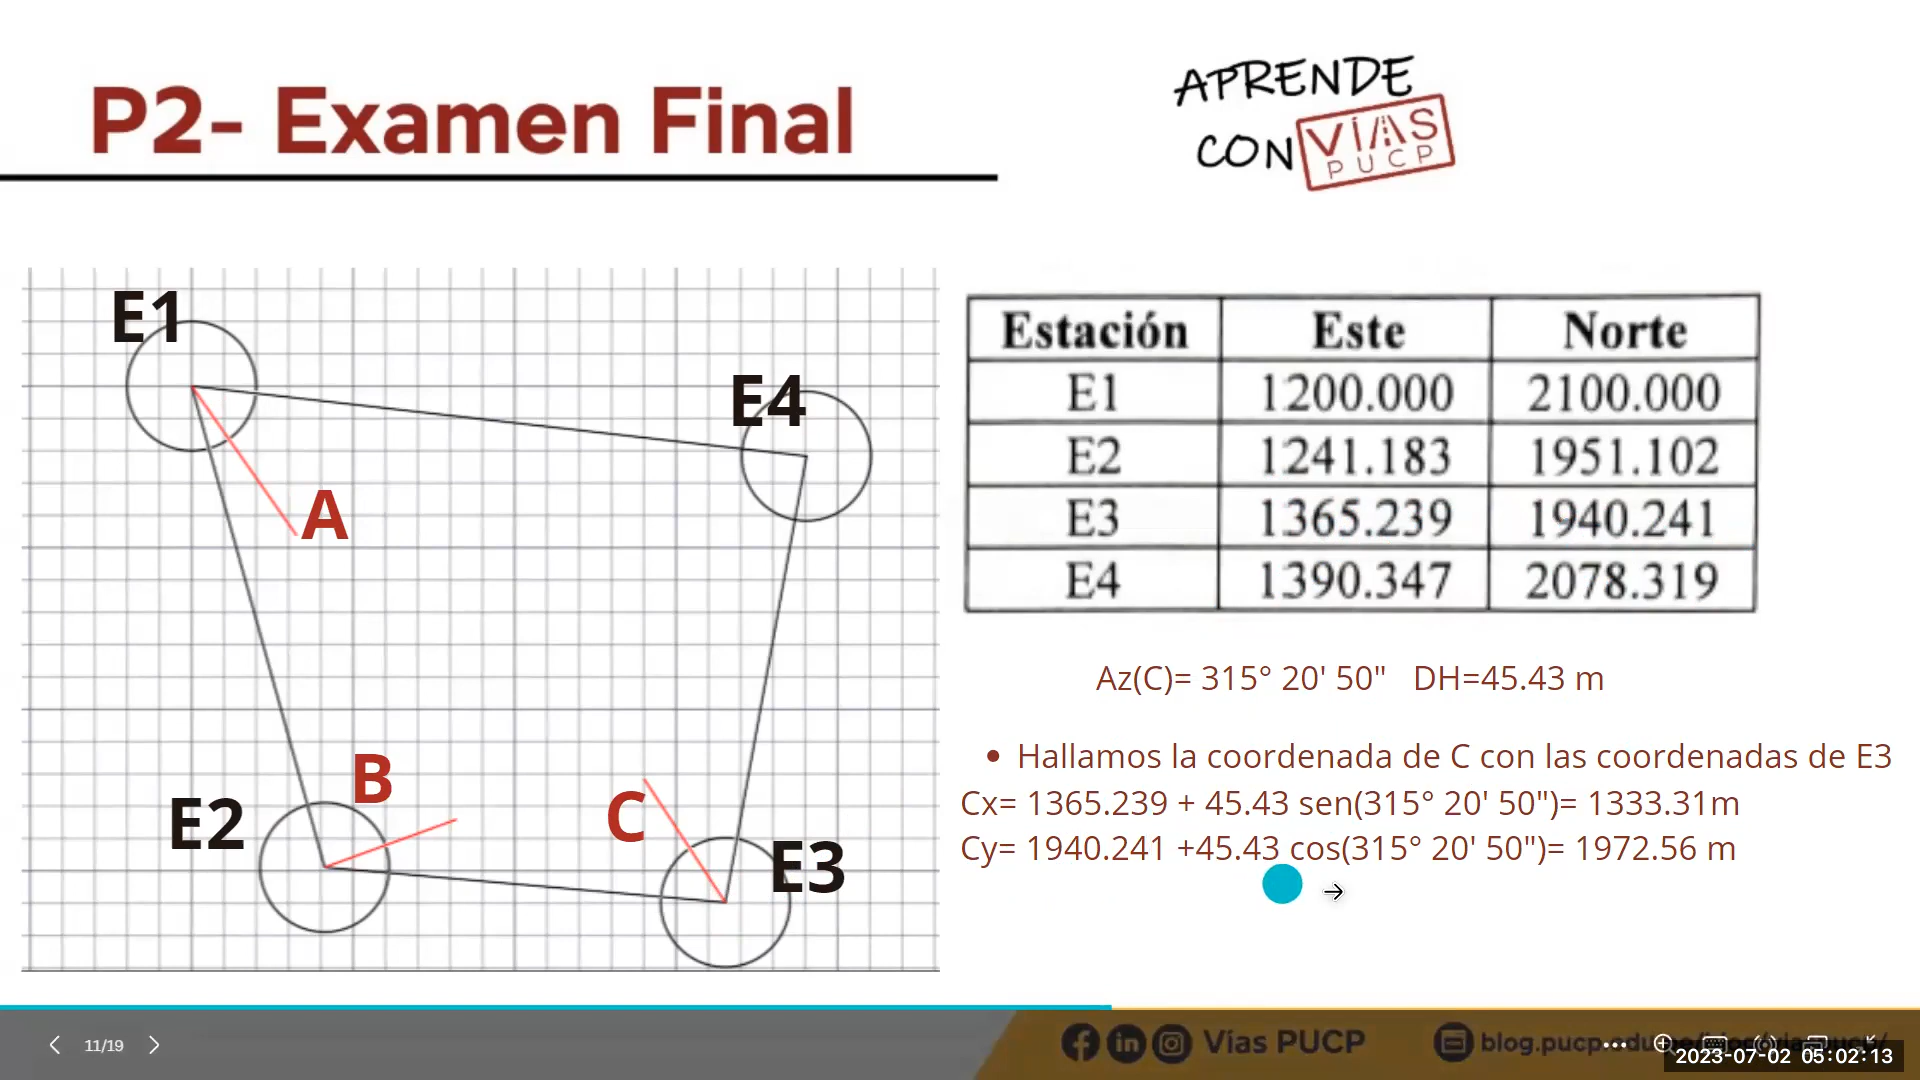 P2- Examen Final
APRENDE
CON VÍAS
PUCP
E1
E4
A
B
E2
C
E3
Estación Este Norte
E1 1200.000 2100.000
E2 1241.183 1951.102
E3 1365.239 1940.241
E4 1390.347 2078.319
Az(C)= 315° 20' 50" DH=45.43 m
• Hallamos la coordenada de C con las coordenadas de E3
Cx= 1365.239 + 45.43 sen(315° 20' 50")= 1333.31m
Cy= 1940.241 +45.43 cos(315° 20' 50")= 1972.56 m
11/19
Vías PUCP
blog.pucp.edu
2023-07-02 05:02:13